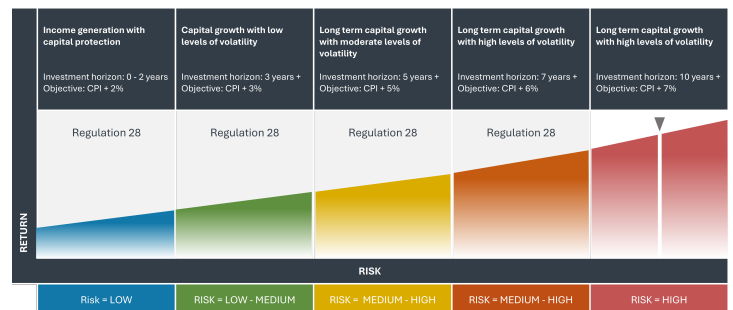 Income generation with
capital protection
Investment horizon: 0 - 2 years
Objective: CPI + 2%
Capital growth with low
levels of volatility
Investment horizon: 3 years +
Objective: CPI + 3%
Long term capital growth
with moderate levels of
volatility
Investment horizon: 5 years +
Objective: CPI + 5%
Long term capital growth
with high levels of volatility
Investment horizon: 7 years +
Objective: CPI + 6%
Long term capital growth
with high levels of volatility
Investment horizon: 10 years +
Objective: CPI + 7%
Regulation 28
Regulation 28
Regulation 28
Regulation 28
RETURN
RISK
Risk = LOW
RISK = LOW - MEDIUM
RISK = MEDIUM - HIGH
RISK = MEDIUM - HIGH
RISK = HIGH